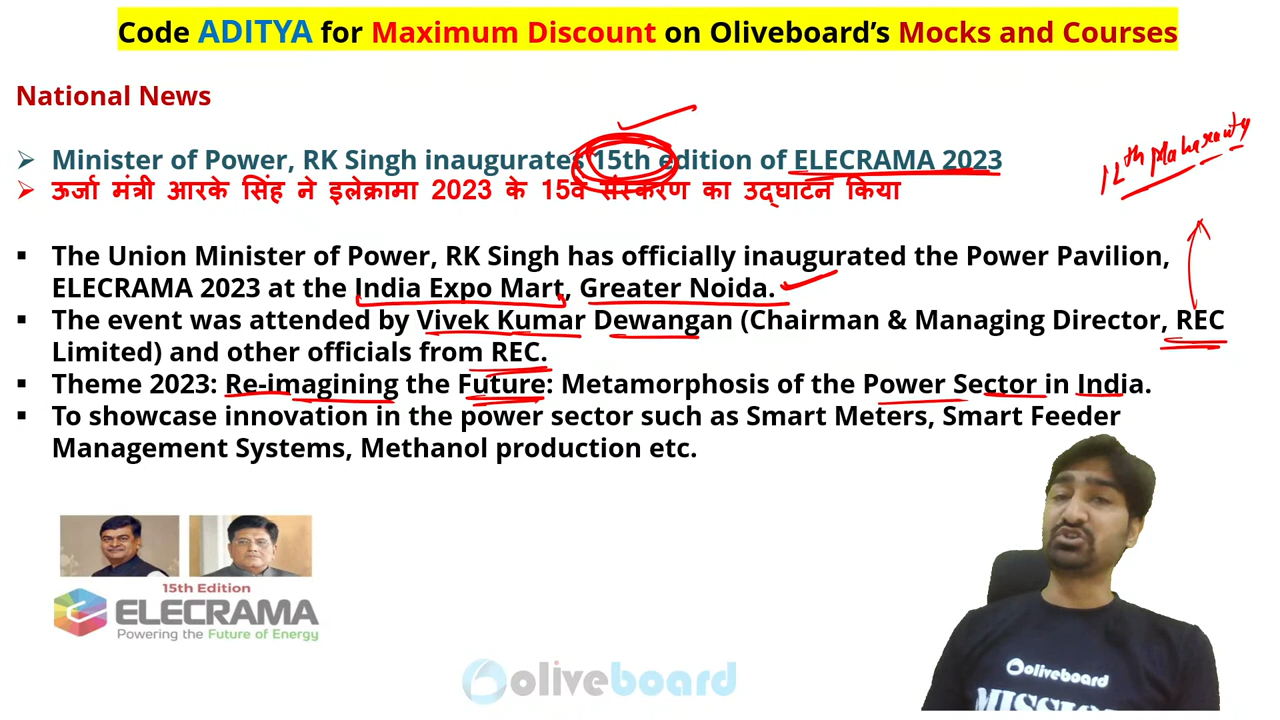 Code ADITYA for Maximum Discount on Oliveboard's Mocks and Courses
National News
➢ Minister of Power, RK Singh inaugurates 15th edition of ELECRAMA 2023
➢ ऊर्जा मंत्री आरके सिंह ने इलेक्रामा 2023 के 15वें संस्करण का उद्घाटन किया
12th Maharatna
▪ The Union Minister of Power, RK Singh has officially inaugurated the Power Pavilion,
ELECRAMA 2023 at the India Expo Mart, Greater Noida.
▪ The event was attended by Vivek Kumar Dewangan (Chairman & Managing Director, REC
Limited) and other officials from REC.
▪ Theme 2023: Re-imagining the Future: Metamorphosis of the Power Sector in India.
▪ To showcase innovation in the power sector such as Smart Meters, Smart Feeder
Management Systems, Methanol production etc.
15th Edition
ELECRAMA
Powering the Future of Energy
oliveboard
oliveboard
MISSION